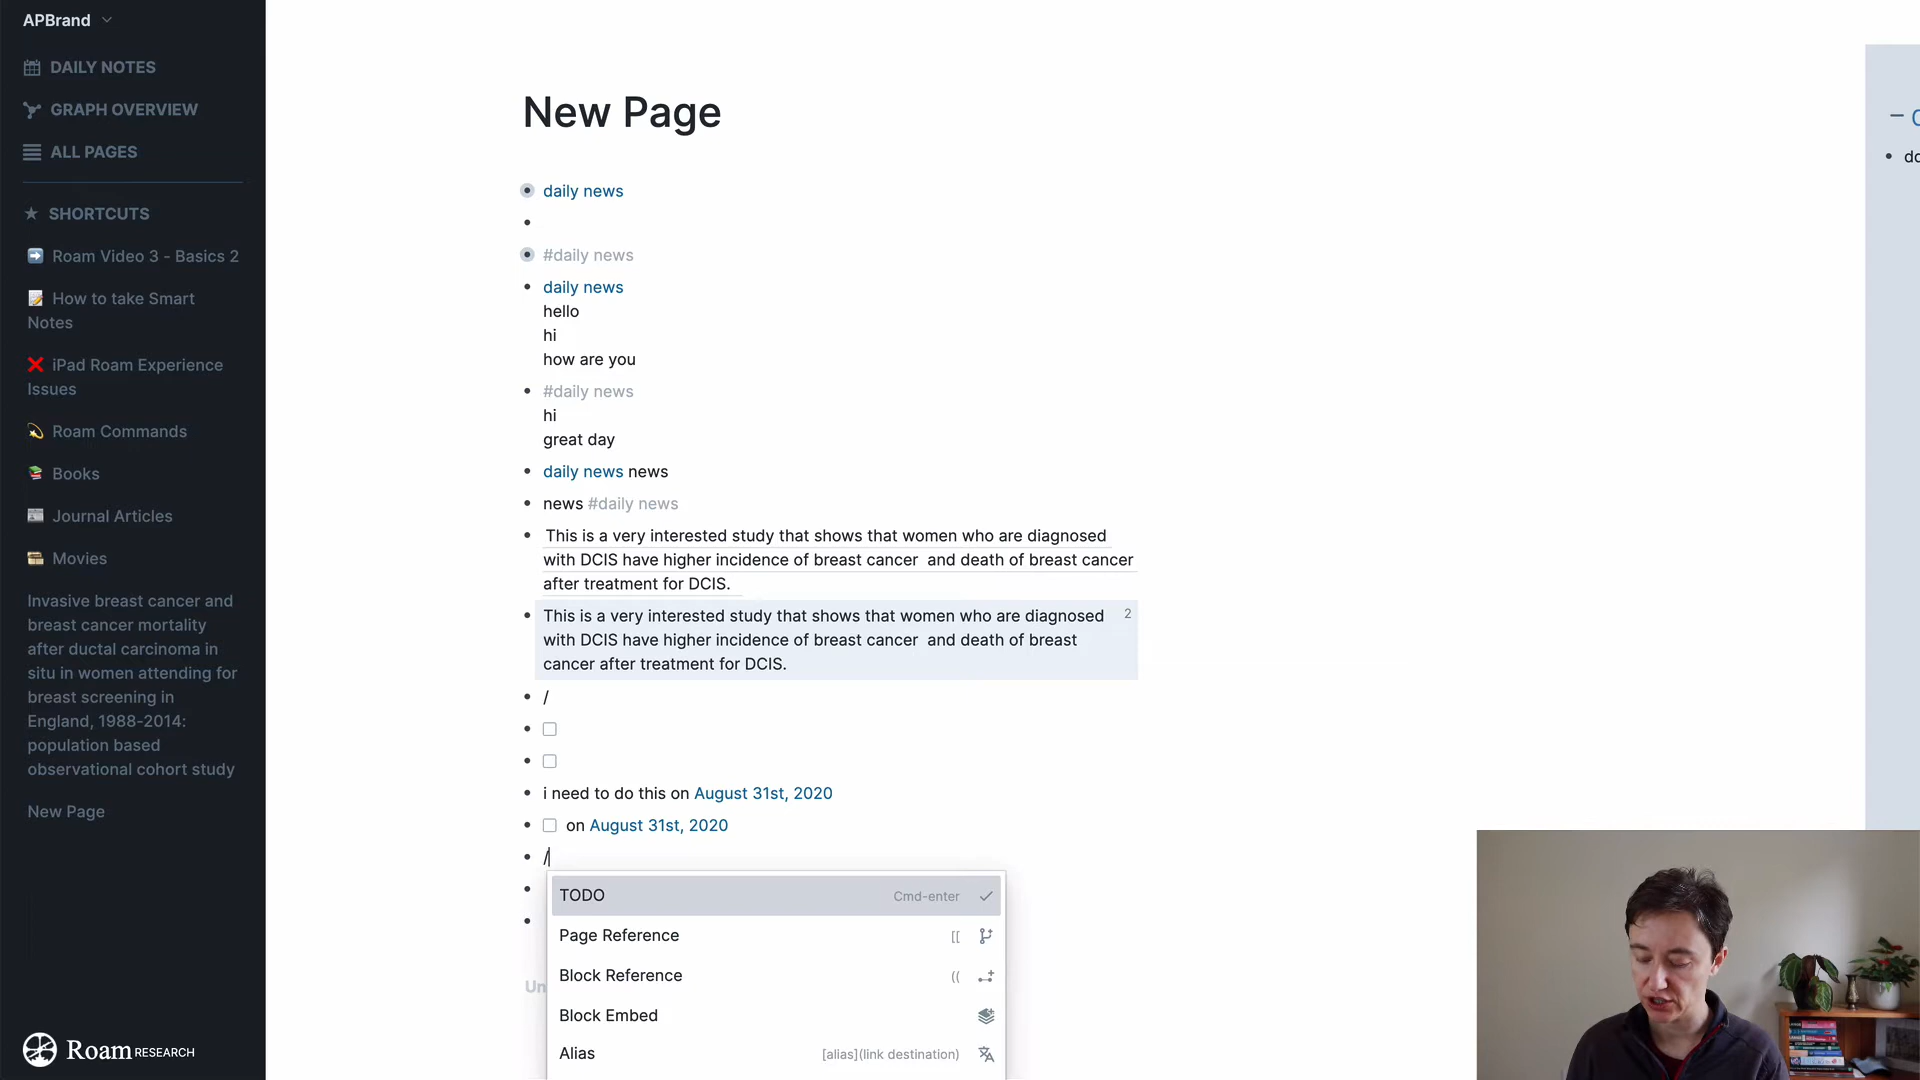 APBrand
DAILY NOTES
GRAPH OVERVIEW
ALL PAGES
SHORTCUTS
Roam Video 3 - Basics 2
How to take Smart
Notes
iPad Roam Experience
Issues
Roam Commands
Books
Journal Articles
Movies
Invasive breast cancer and
breast cancer mortality
after ductal carcinoma in
situ in women attending for
breast screening in
England, 1988-2014:
population based
observational cohort study
New Page
Roam RESEARCH
New Page
daily news
#daily news
daily news
hello
hi
how are you
#daily news
hi
great day
daily news news
news #daily news
This is a very interested study that shows that women who are diagnosed
with DCIS have higher incidence of breast cancer  and death of breast cancer
after treatment for DCIS.
This is a very interested study that shows that women who are diagnosed 2
with DCIS have higher incidence of breast cancer  and death of breast
cancer after treatment for DCIS.
/
i need to do this on August 31st, 2020
on August 31st, 2020
/
TODO Cmd-enter
Page Reference [[
Block Reference ((
Block Embed
Alias [alias](link destination)
Un
do